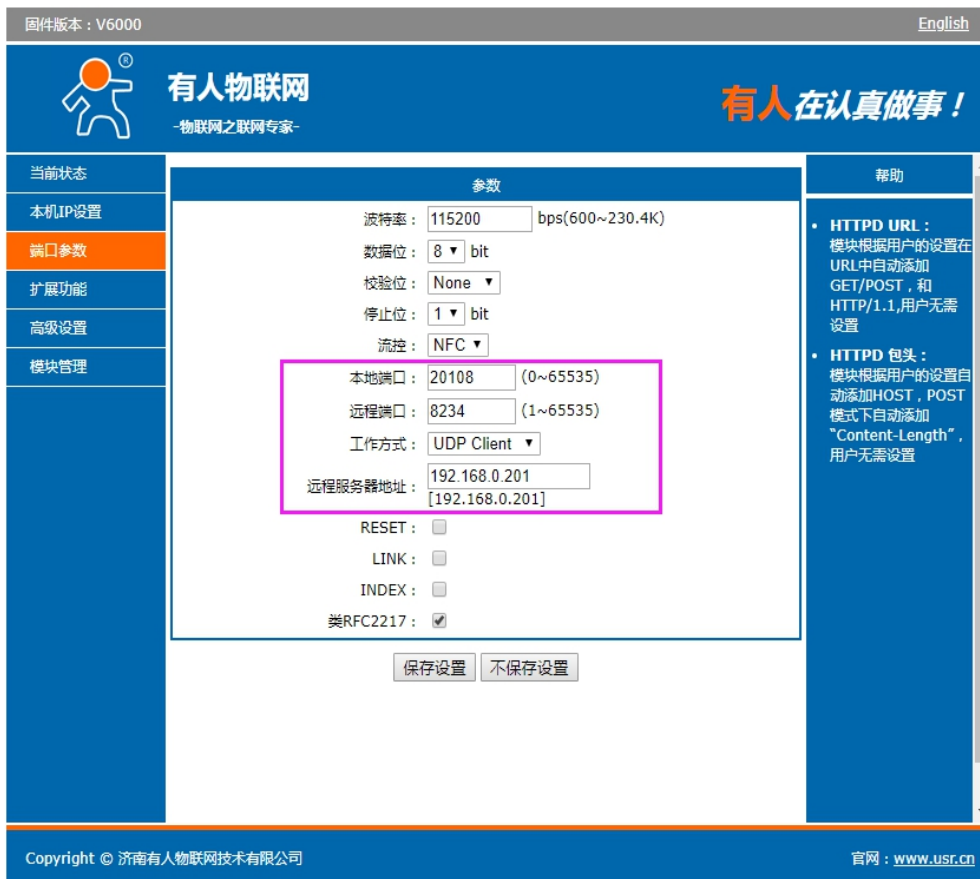 固件版本：V6000
English
®
有人物联网
-物联网之联网专家-
有人在认真做事！
当前状态
本机IP设置
端口参数
扩展功能
高级设置
模块管理
参数
波特率： 115200 bps(600~230.4K)
数据位： 8 bit
校验位： None
停止位： 1 bit
流控： NFC
本地端口： 20108 (0~65535)
远程端口： 8234 (1~65535)
工作方式： UDP Client
远程服务器地址： 192.168.0.201
[192.168.0.201]
RESET：
LINK：
INDEX：
类RFC2217：
保存设置 不保存设置
帮助
• HTTPD URL：
模块根据用户的设置在
URL中自动添加
GET/POST，和
HTTP/1.1,用户无需
设置
• HTTPD 包头：
模块根据用户的设置自
动添加HOST，POST
模式下自动添加
“Content-Length”，
用户无需设置
Copyright © 济南有人物联网技术有限公司
官网：www.usr.cn